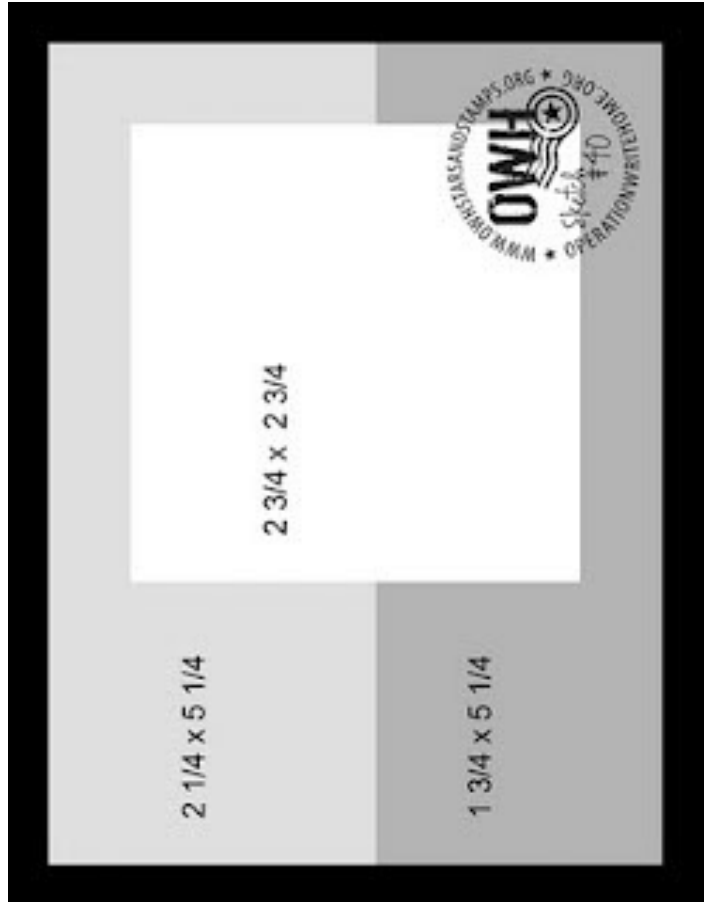 WWW.OWHSTARSANDSTAMPS.ORG ★ OPERATIONWRITEHOME.ORG ★
OWH
Sketch
#40
2 3/4 x 2 3/4
2 1/4 x 5 1/4
1 3/4 x 5 1/4